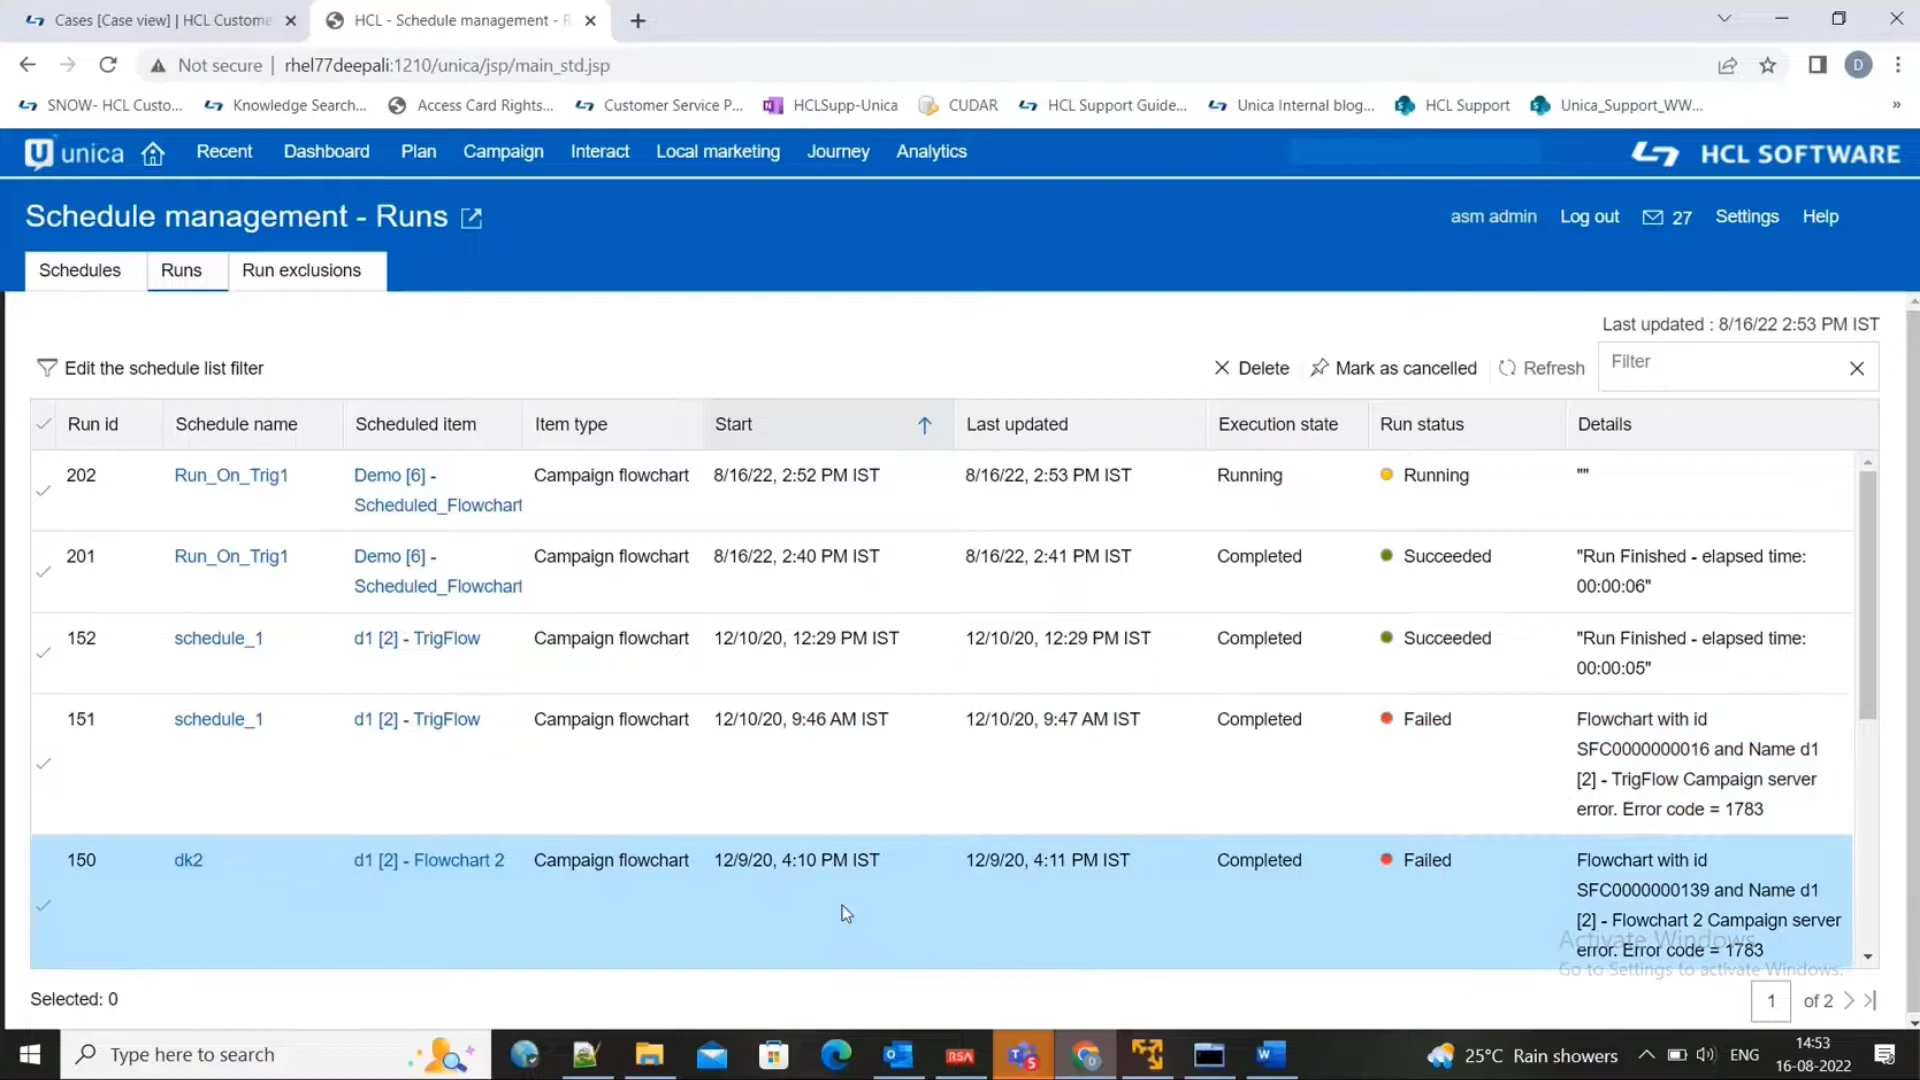 Cases [Case view] | HCL Custome
HCL - Schedule management - R
Not secure | rhel77deepali:1210/unica/jsp/main_std.jsp
D
SNOW- HCL Custo...
Knowledge Search...
Access Card Rights...
Customer Service P...
HCLSupp-Unica
CUDAR
HCL Support Guide...
Unica Internal blog...
HCL Support
Unica_Support_WW...
»
unica
Recent
Dashboard
Plan
Campaign
Interact
Local marketing
Journey
Analytics
HCL SOFTWARE
Schedule management - Runs
asm admin
Log out
27
Settings
Help
Schedules
Runs
Run exclusions
Last updated : 8/16/22 2:53 PM IST
Edit the schedule list filter
Delete
Mark as cancelled
Refresh
Filter
Run id
Schedule name
Scheduled item
Item type
Start
Last updated
Execution state
Run status
Details
202
Run_On_Trig1
Demo [6] -
Scheduled_Flowchart
Campaign flowchart
8/16/22, 2:52 PM IST
8/16/22, 2:53 PM IST
Running
Running
""
201
Run_On_Trig1
Demo [6] -
Scheduled_Flowchart
Campaign flowchart
8/16/22, 2:40 PM IST
8/16/22, 2:41 PM IST
Completed
Succeeded
"Run Finished - elapsed time:
00:00:06"
152
schedule_1
d1 [2] - TrigFlow
Campaign flowchart
12/10/20, 12:29 PM IST
12/10/20, 12:29 PM IST
Completed
Succeeded
"Run Finished - elapsed time:
00:00:05"
151
schedule_1
d1 [2] - TrigFlow
Campaign flowchart
12/10/20, 9:46 AM IST
12/10/20, 9:47 AM IST
Completed
Failed
Flowchart with id
SFC0000000016 and Name d1
[2] - TrigFlow Campaign server
error. Error code = 1783
150
dk2
d1 [2] - Flowchart 2
Campaign flowchart
12/9/20, 4:10 PM IST
12/9/20, 4:11 PM IST
Completed
Failed
Flowchart with id
SFC0000000139 and Name d1
[2] - Flowchart 2 Campaign server
error. Error code = 1783
Activate Windows
Go to Settings to activate Windows.
Selected: 0
1 of 2
Type here to search
RSA
25°C Rain showers
ENG
14:53
16-08-2022